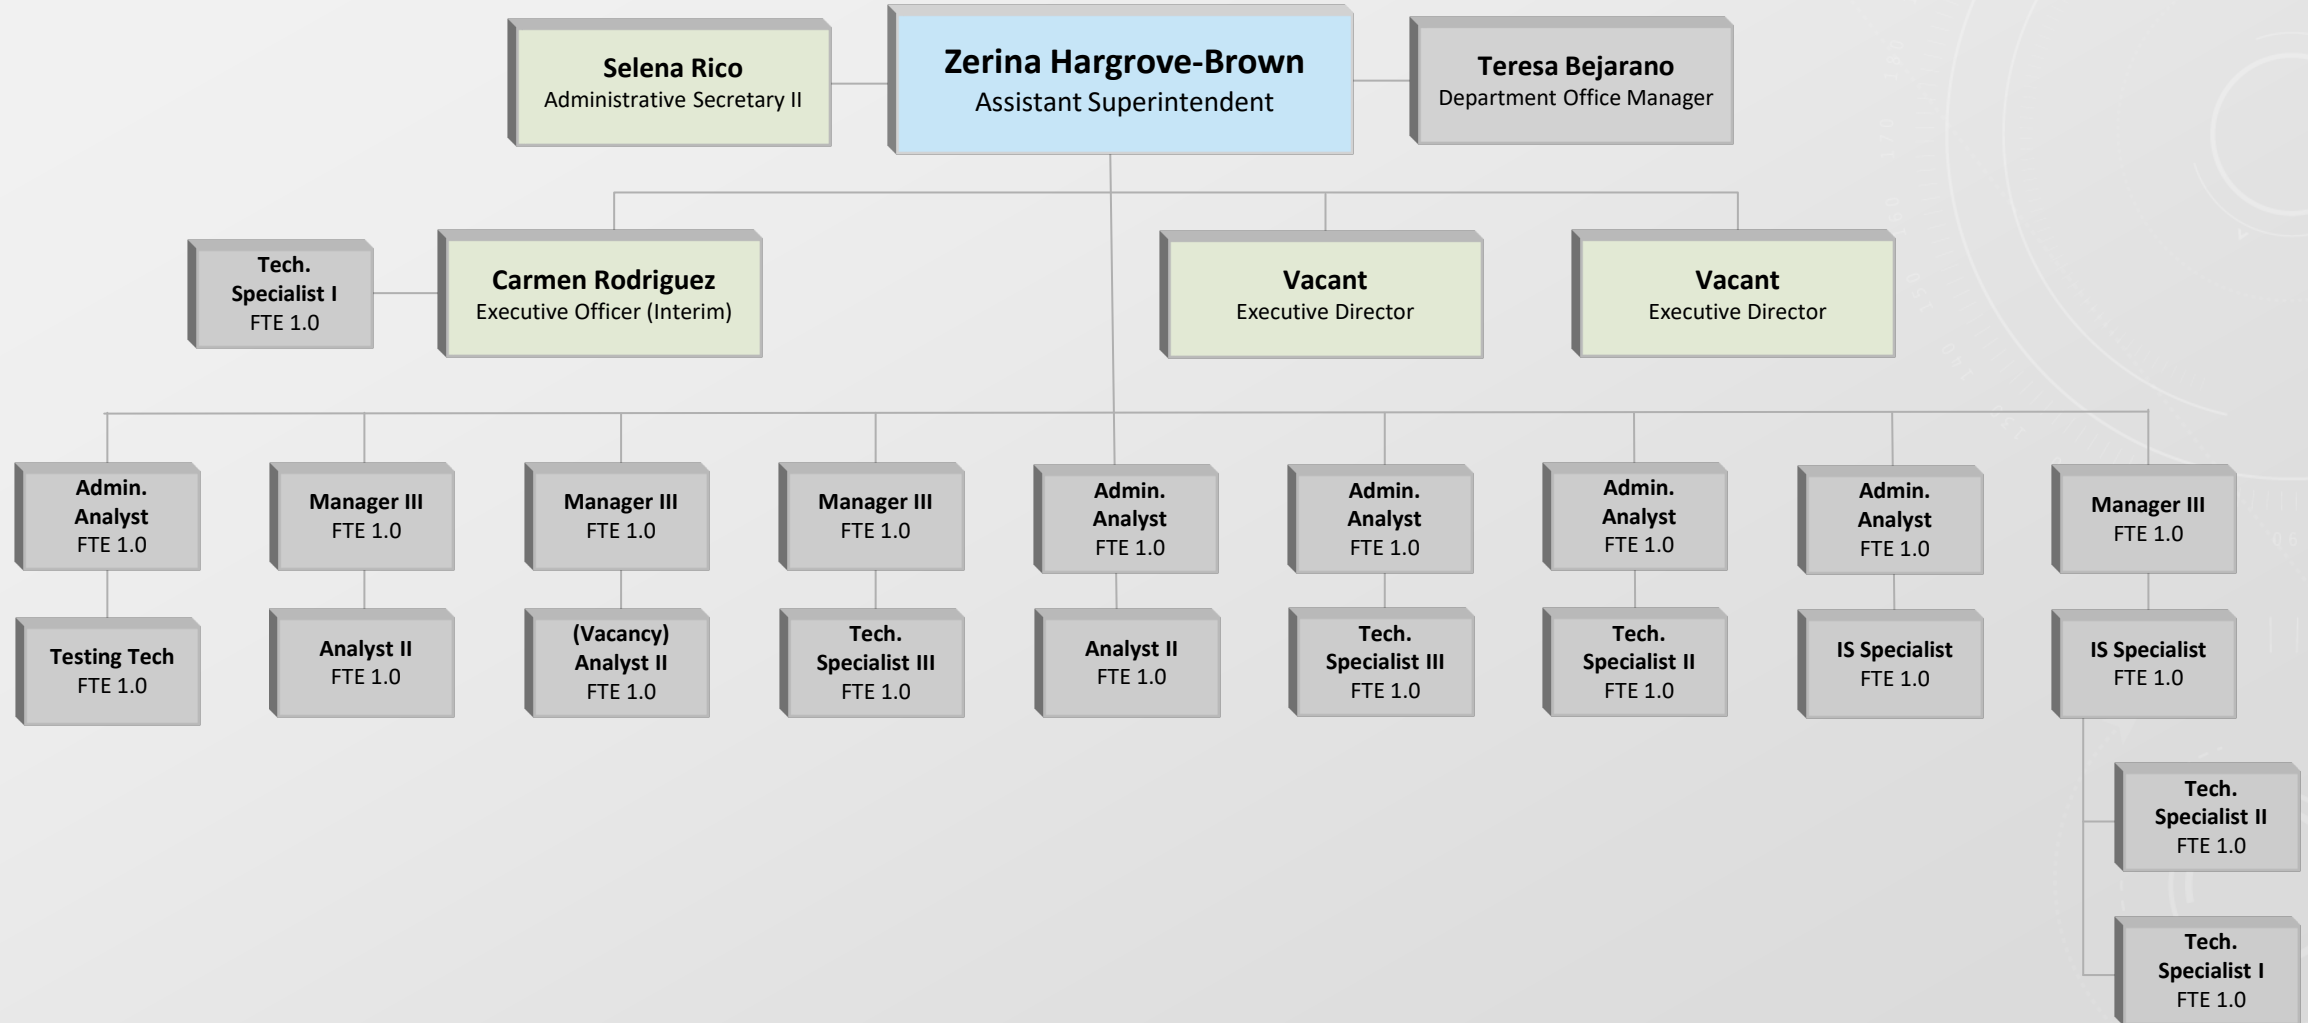 Selena Rico
Administrative Secretary II
Zerina Hargrove-Brown
Assistant Superintendent
Teresa Bejarano
Department Office Manager
Tech.
Specialist I
FTE 1.0
Carmen Rodriguez
Executive Officer (Interim)
Vacant
Executive Director
Vacant
Executive Director
Admin.
Analyst
FTE 1.0
Manager III
FTE 1.0
Manager III
FTE 1.0
Manager III
FTE 1.0
Admin.
Analyst
FTE 1.0
Admin.
Analyst
FTE 1.0
Admin.
Analyst
FTE 1.0
Admin.
Analyst
FTE 1.0
Manager III
FTE 1.0
Testing Tech
FTE 1.0
Analyst II
FTE 1.0
(Vacancy)
Analyst II
FTE 1.0
Tech.
Specialist III
FTE 1.0
Analyst II
FTE 1.0
Tech.
Specialist III
FTE 1.0
Tech.
Specialist II
FTE 1.0
IS Specialist
FTE 1.0
IS Specialist
FTE 1.0
Tech.
Specialist II
FTE 1.0
Tech.
Specialist I
FTE 1.0